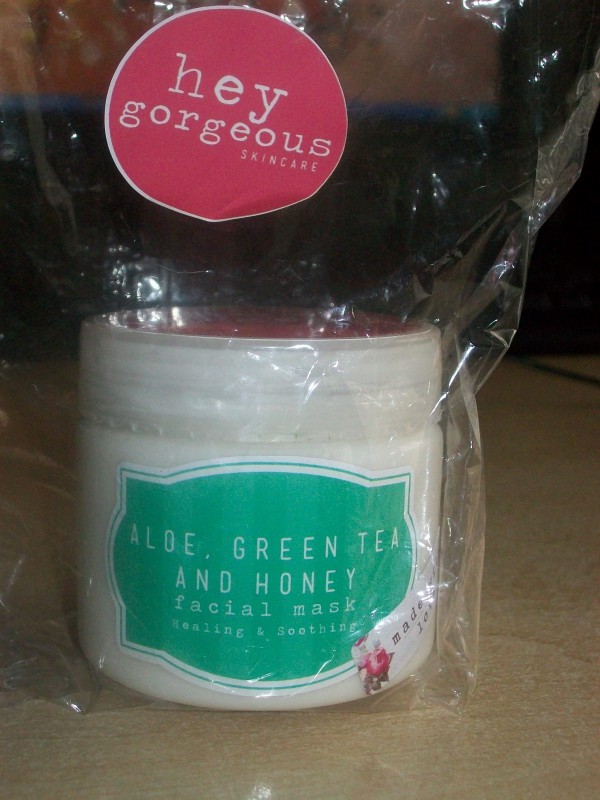 hey
gorgeous
SKINCARE
ALOE, GREEN TEA
AND HONEY
facial mask
Healing & Soothing
made